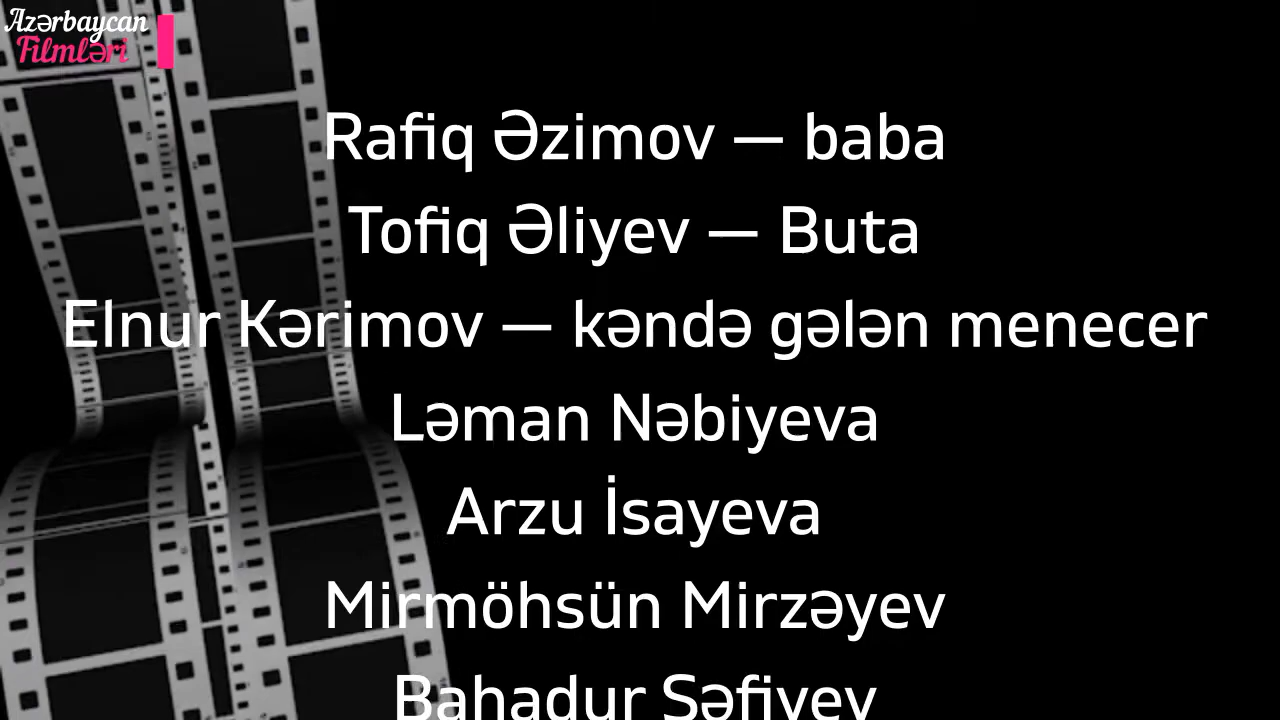 Azərbaycan
Filmləri
Rafiq Əzimov — baba
Tofiq Əliyev — Buta
Elnur Kərimov — kəndə gələn menecer
Ləman Nəbiyeva
Arzu İsayeva
Mirmöhsün Mirzəyev
Bahadur Səfiyev